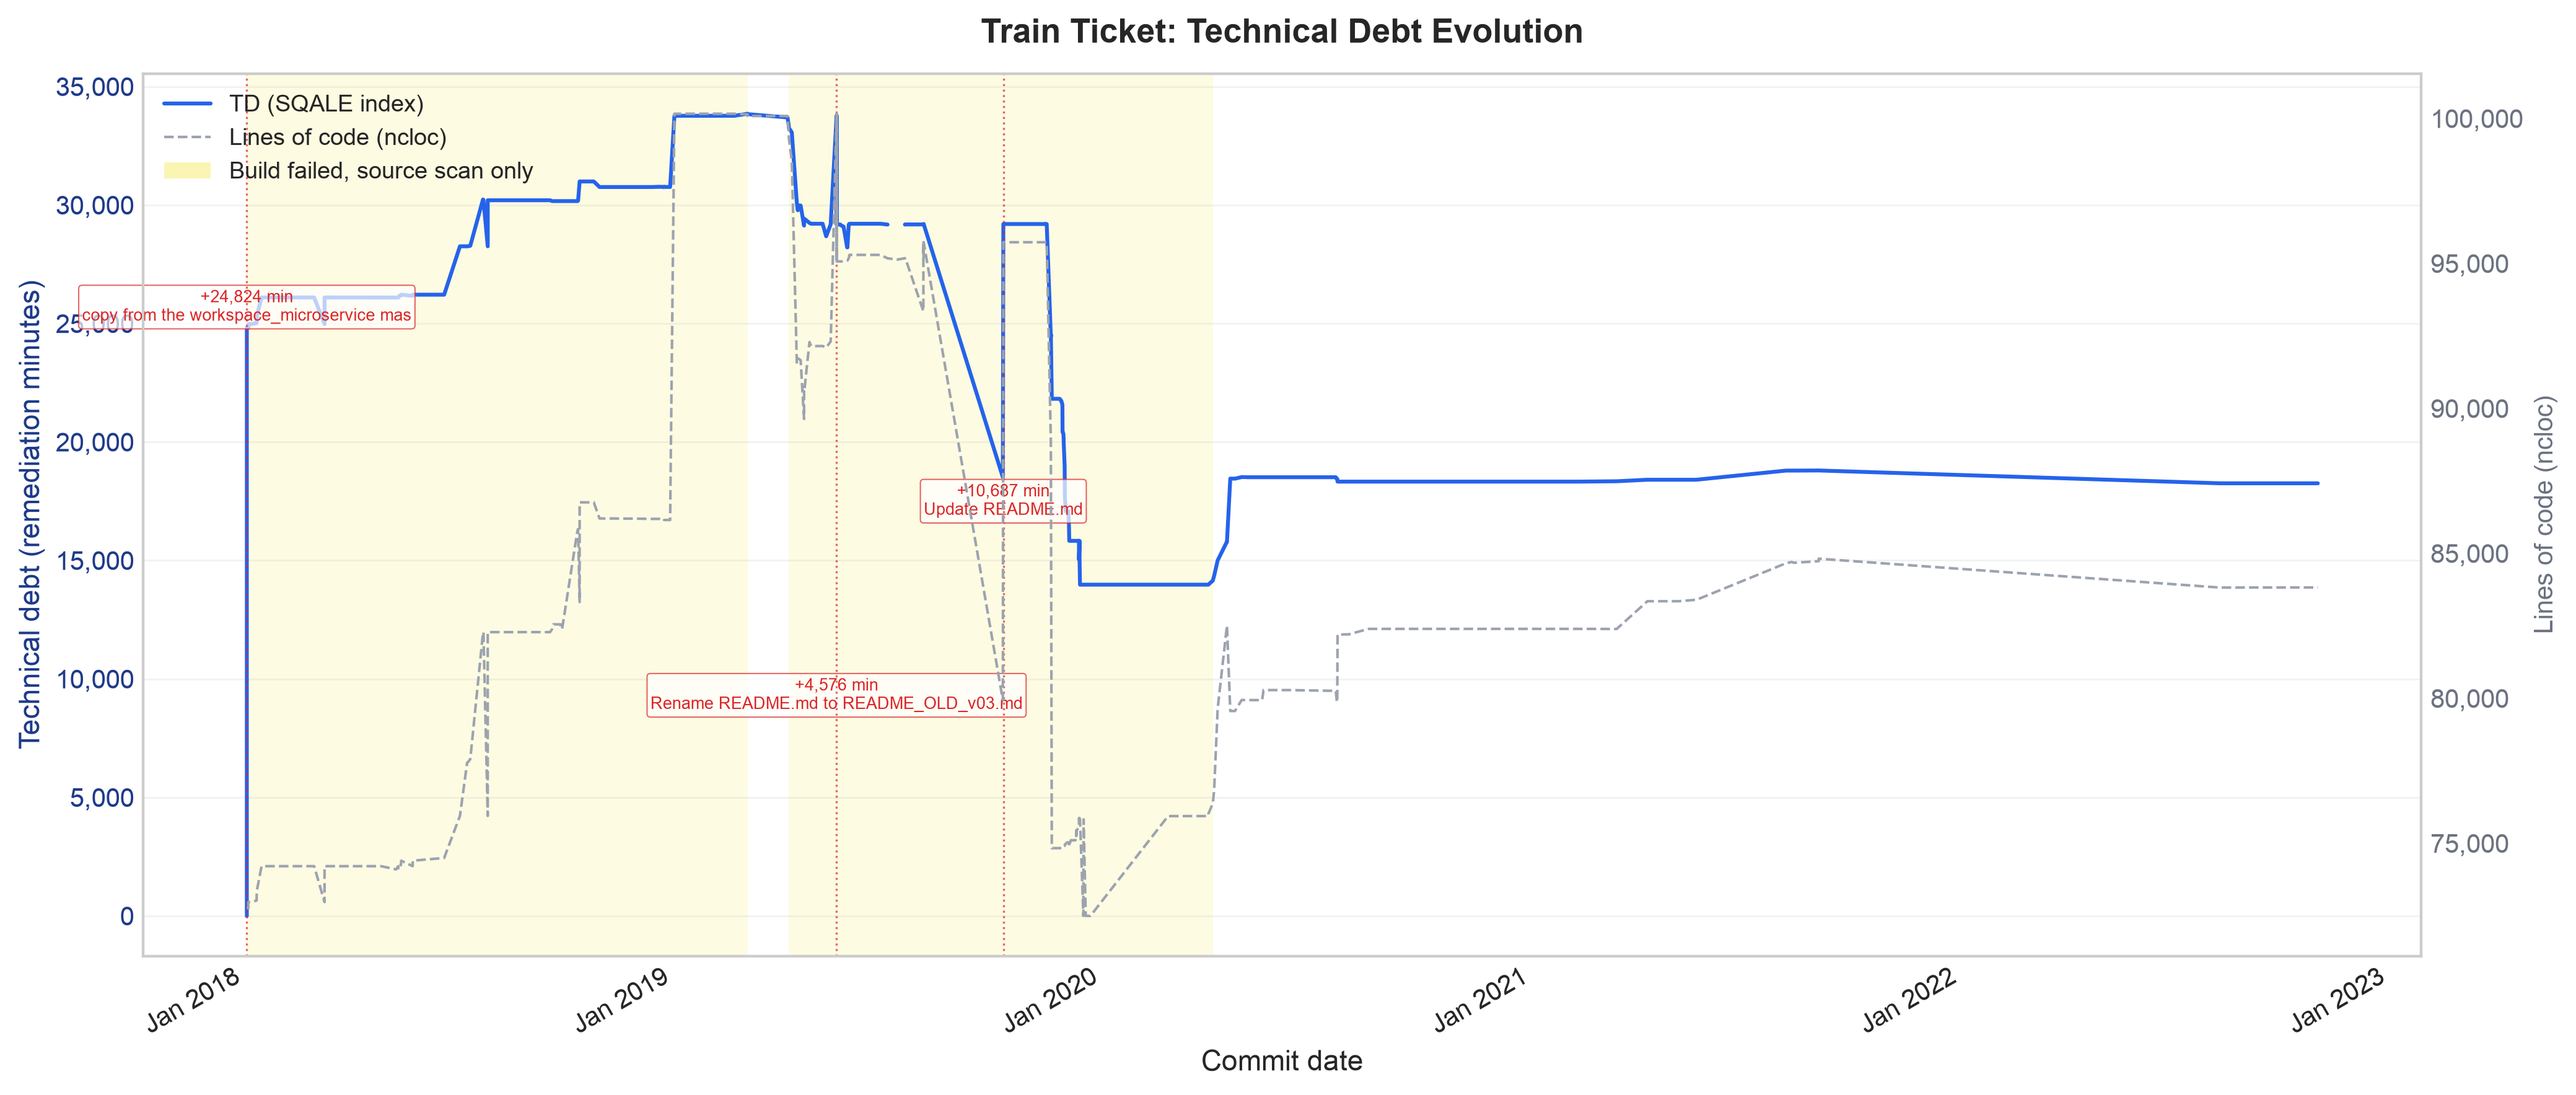 Train Ticket: Technical Debt Evolution
TD (SQALE index)
Lines of code (ncloc)
Build failed, source scan only
Technical debt (remediation minutes)
35,000
30,000
25,000
20,000
15,000
10,000
5,000
0
+24,824 min
copy from the workspace_microservice mas
+10,687 min
Update README.md
+4,576 min
Rename README.md to README_OLD_v03.md
100,000
95,000
90,000
85,000
80,000
75,000
Lines of code (ncloc)
Jan 2018
Jan 2019
Jan 2020
Jan 2021
Jan 2022
Jan 2023
Commit date